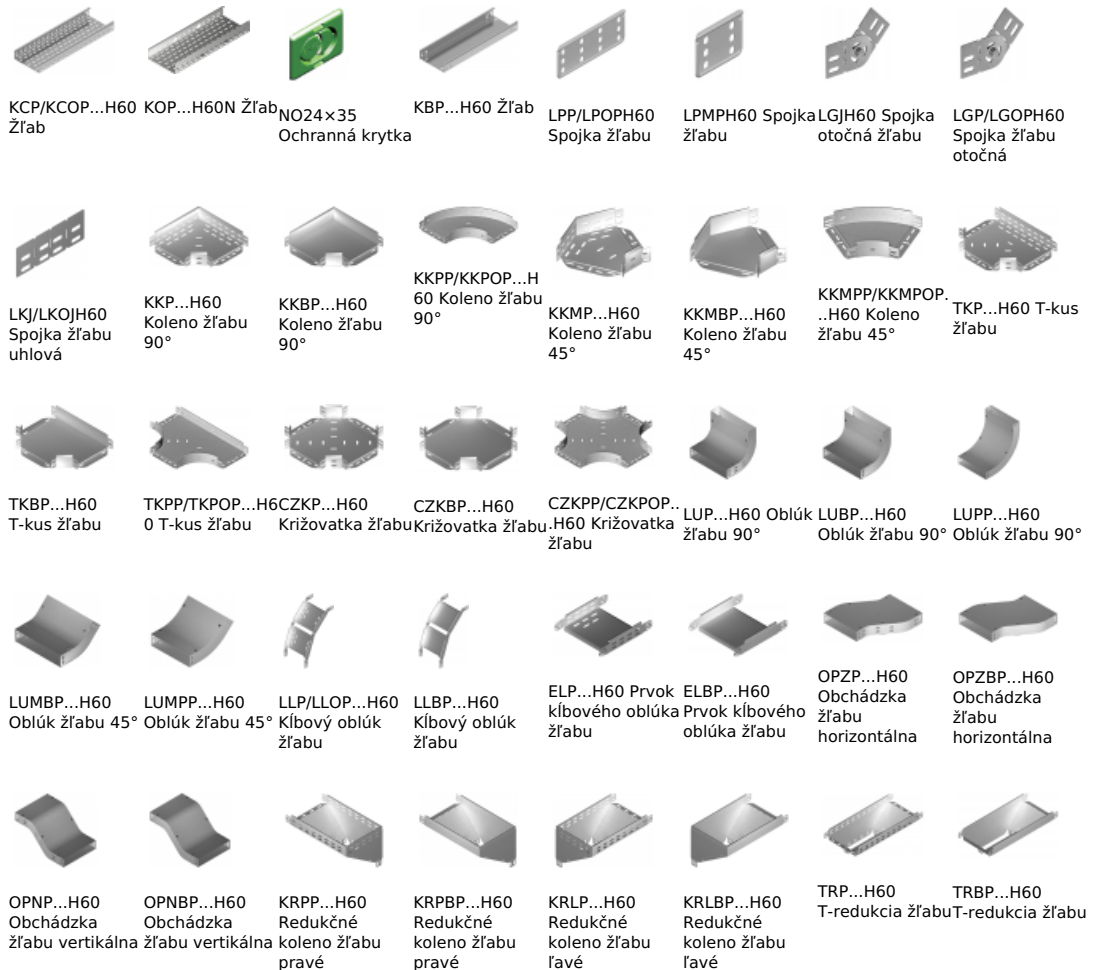 KCP/KCOP...H60
Žľab
KOP...H60N Žľab
NO24×35
Ochranná krytka
KBP...H60 Žľab
LPP/LPOPH60
Spojka žľabu
LPMPH60 Spojka
žľabu
LGJH60 Spojka
otočná žľabu
LGP/LGOPH60
Spojka žľabu
otočná
LKJ/LKOJH60
Spojka žľabu
uhlová
KKP...H60
Koleno žľabu
90°
KKBP...H60
Koleno žľabu
90°
KKPP/KKPOP...H
60 Koleno žľabu
90°
KKMP...H60
Koleno žľabu
45°
KKMBP...H60
Koleno žľabu
45°
KKMPP/KKMPOP.
..H60 Koleno
žľabu 45°
TKP...H60 T-kus
žľabu
TKBP...H60
T-kus žľabu
TKPP/TKPOP...H6
0 T-kus žľabu
CZKP...H60
Križovatka žľabu
CZKBP...H60
Križovatka žľabu
CZKPP/CZKPOP..
.H60 Križovatka
žľabu
LUP...H60 Oblúk
žľabu 90°
LUBP...H60
Oblúk žľabu 90°
LUPP...H60
Oblúk žľabu 90°
LUMBP...H60
Oblúk žľabu 45°
LUMPP...H60
Oblúk žľabu 45°
LLP/LLOP...H60
Kĺbový oblúk
žľabu
LLBP...H60
Kĺbový oblúk
žľabu
ELP...H60 Prvok
kĺbového oblúka
žľabu
ELBP...H60
Prvok kĺbového
oblúka žľabu
OPZP...H60
Obchádzka
žľabu
horizontálna
OPZBP...H60
Obchádzka
žľabu
horizontálna
OPNP...H60
Obchádzka
žľabu vertikálna
OPNBP...H60
Obchádzka
žľabu vertikálna
KRPP...H60
Redukčné
koleno žľabu
pravé
KRPBP...H60
Redukčné
koleno žľabu
pravé
KRLP...H60
Redukčné
koleno žľabu
ľavé
KRLBP...H60
Redukčné
koleno žľabu
ľavé
TRP...H60
T-redukcia žľabu
TRBP...H60
T-redukcia žľabu